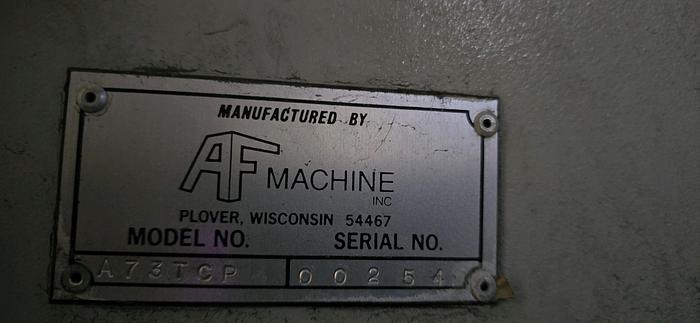 MANUFACTURED BY
AF MACHINE INC
PLOVER, WISCONSIN 54467
MODEL NO. SERIAL NO.
A73TCP 00254